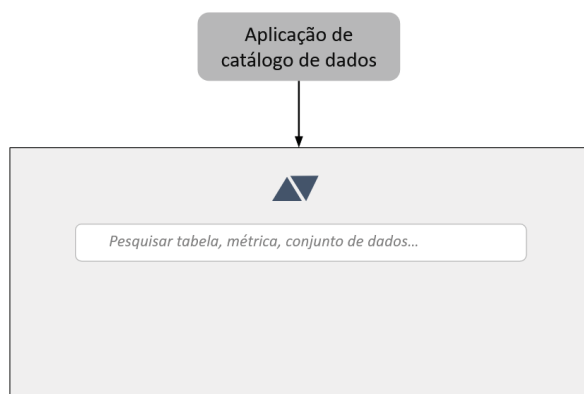 Aplicação de
catálogo de dados
Pesquisar tabela, métrica, conjunto de dados...